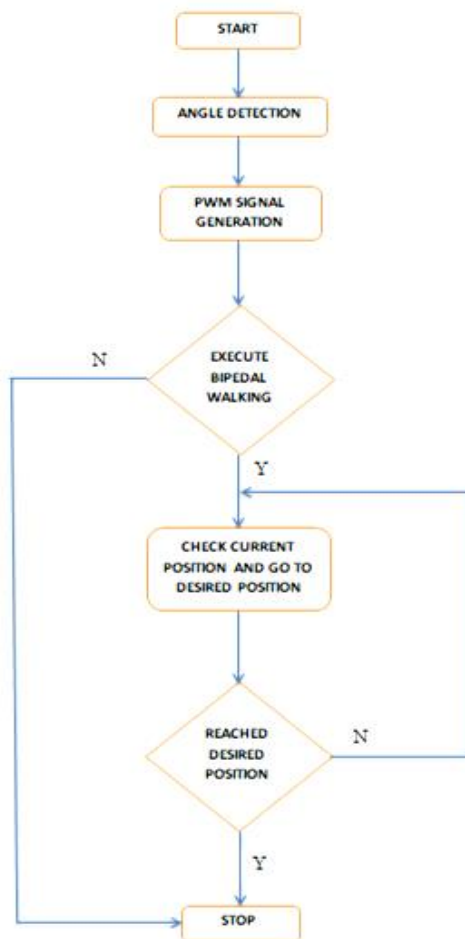 START
ANGLE DETECTION
PWM SIGNAL
GENERATION
N
EXECUTE
BIPEDAL
WALKING
Y
CHECK CURRENT
POSITION AND GO TO
DESIRED POSITION
REACHED
DESIRED
POSITION
N
Y
STOP